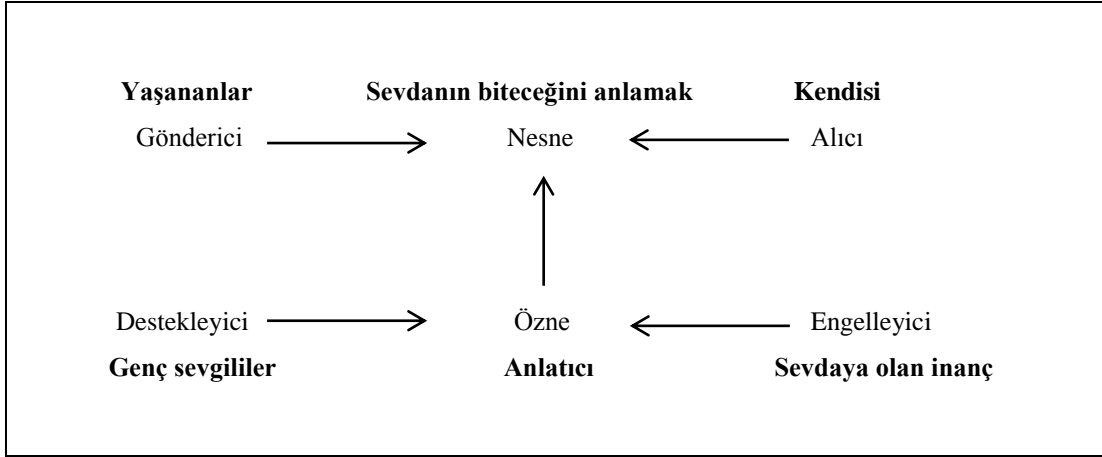 Yaşananlar Sevdanın biteceğini anlamak Kendisi
Gönderici Nesne Alıcı
Destekleyici Özne Engelleyici
Genç sevgililer Anlatıcı Sevdaya olan inanç